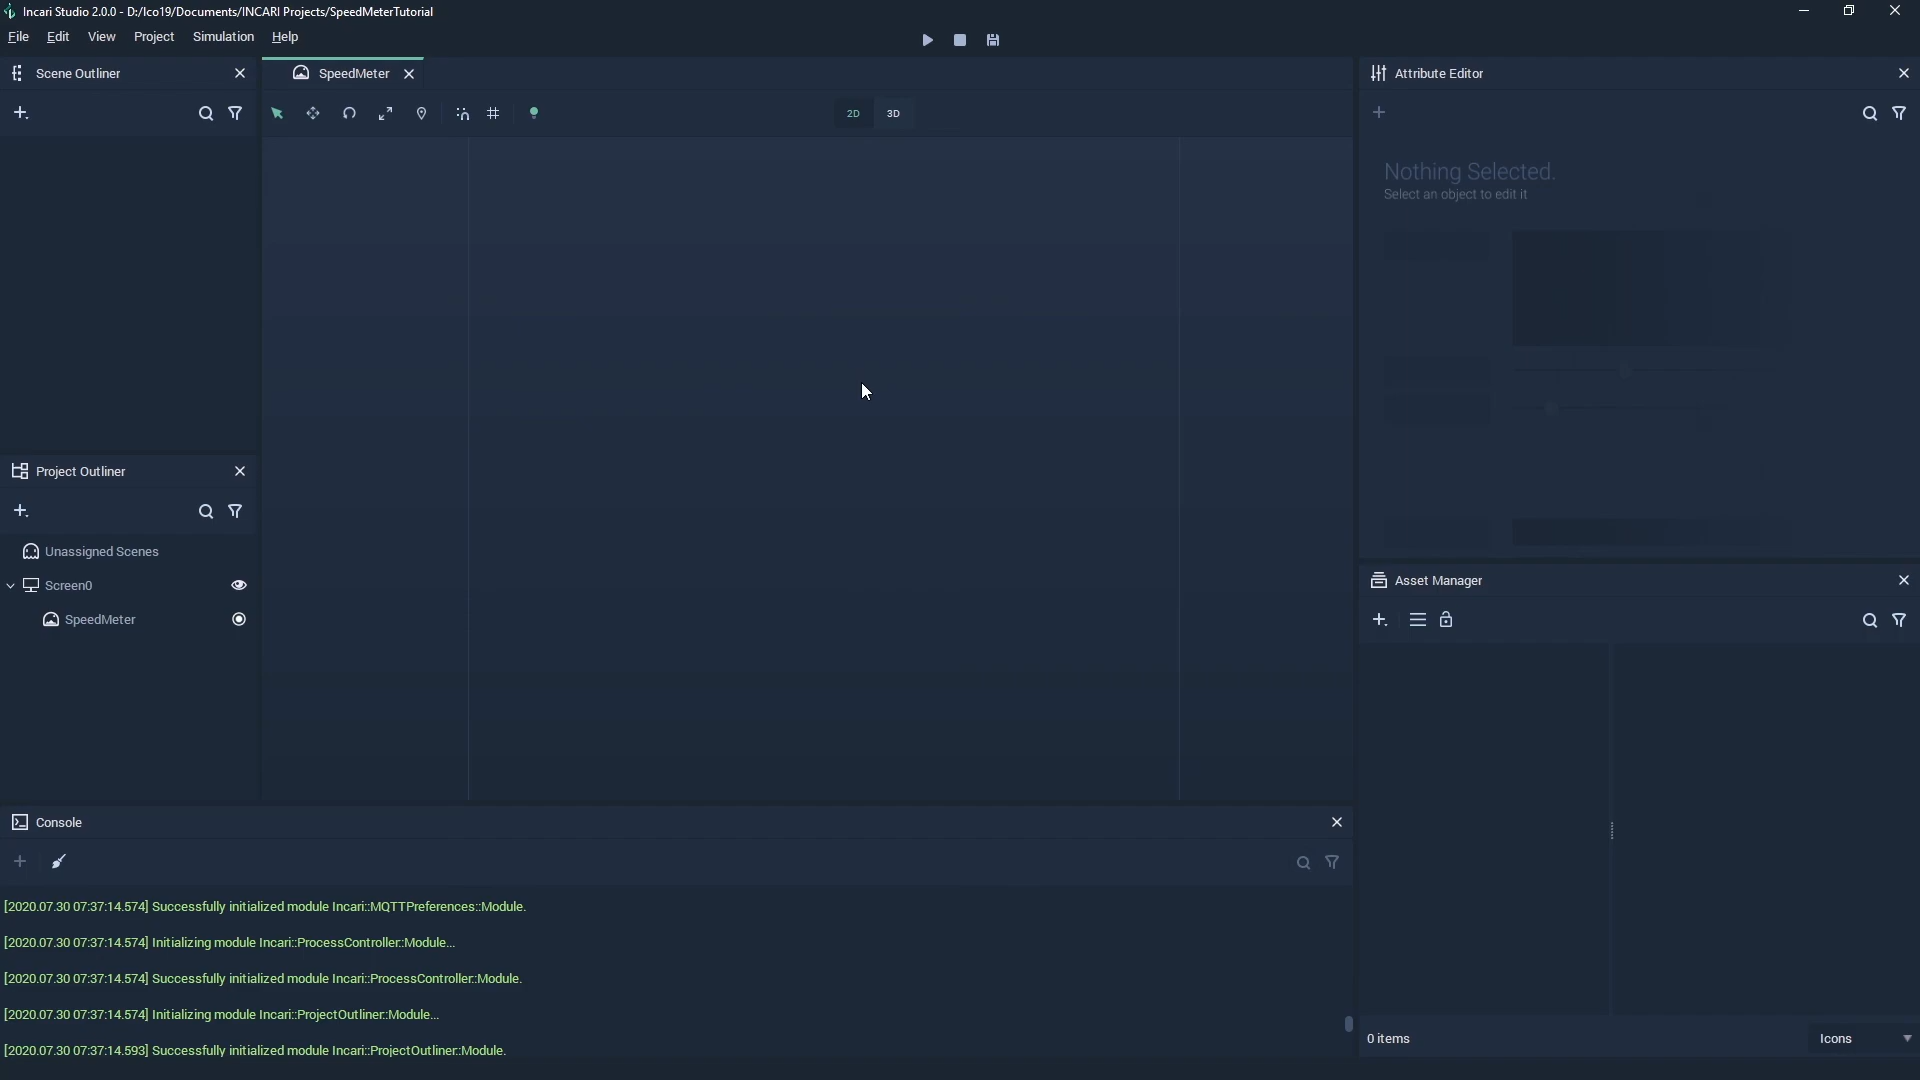 Incari Studio 2.0.0 - D:/Ico19/Documents/INCARI Projects/SpeedMeterTutorial
File Edit View Project Simulation Help
Scene Outliner
SpeedMeter
2D 3D
Attribute Editor
Nothing Selected.
Select an object to edit it
Project Outliner
Unassigned Scenes
Screen0
SpeedMeter
Asset Manager
0 items
Icons
Console
[2020.07.30 07:37:14.574] Successfully initialized module Incari::MQTTPreferences::Module.
[2020.07.30 07:37:14.574] Initializing module Incari::ProcessController::Module...
[2020.07.30 07:37:14.574] Successfully initialized module Incari::ProcessController::Module.
[2020.07.30 07:37:14.574] Initializing module Incari::ProjectOutliner::Module...
[2020.07.30 07:37:14.593] Successfully initialized module Incari::ProjectOutliner::Module.